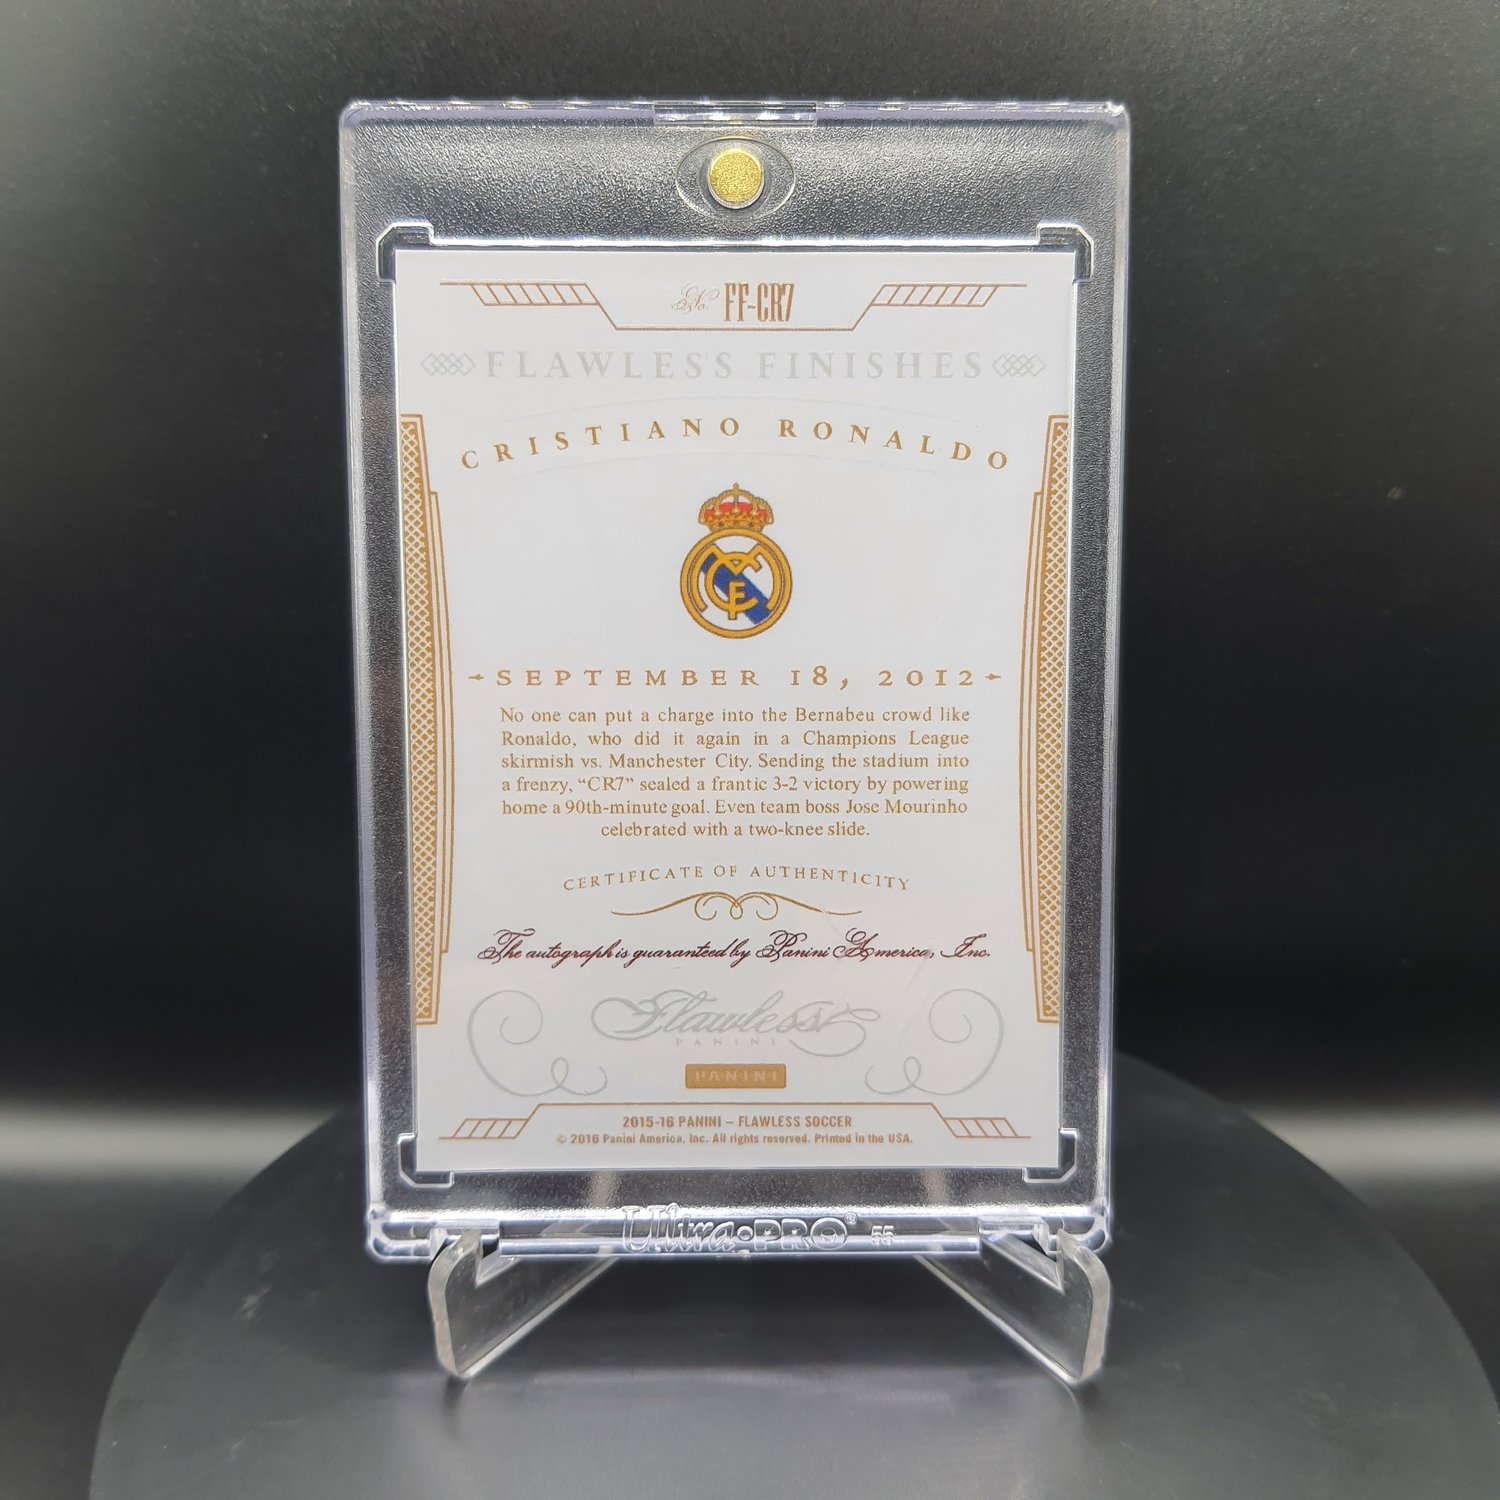 No FF-CR7
FLAWLESS FINISHES
CRISTIANO RONALDO
SEPTEMBER 18, 2012
No one can put a charge into the Bernabeu crowd like
Ronaldo, who did it again in a Champions League
skirmish vs. Manchester City. Sending the stadium into
a frenzy, “CR7” sealed a frantic 3-2 victory by powering
home a 90th-minute goal. Even team boss Jose Mourinho
celebrated with a two-knee slide.
CERTIFICATE OF AUTHENTICITY
The autograph is guaranteed by Panini America, Inc.
Flawless
PANINI
PANINI
2015-16 PANINI – FLAWLESS SOCCER
© 2016 Panini America, Inc. All rights reserved. Printed in the USA.
Ultra•PRO® 55